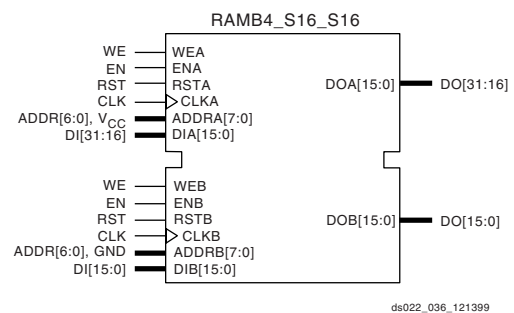 RAMB4_S16_S16
WE WEA
EN ENA
RST RSTA DOA[15:0] DO[31:16]
CLK CLKA
ADDR[6:0], VCC ADDRA[7:0]
DI[31:16] DIA[15:0]
WE WEB
EN ENB
RST RSTB DOB[15:0] DO[15:0]
CLK CLKB
ADDR[6:0], GND ADDRB[7:0]
DI[15:0] DIB[15:0]
ds022_036_121399